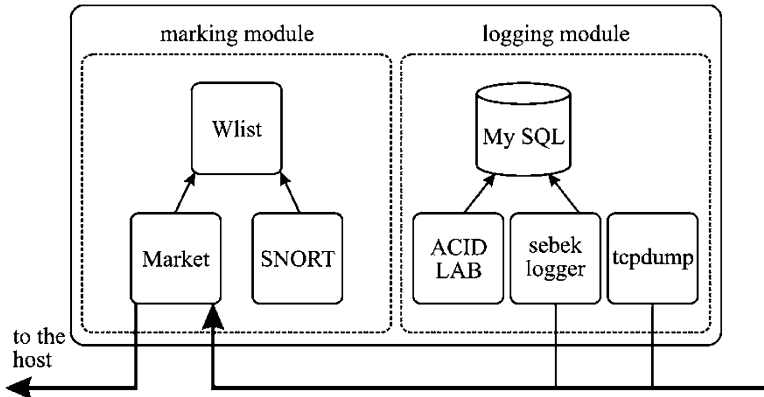 marking module
logging module
Wlist
My SQL
Market
SNORT
ACID
LAB
sebek
logger
tcpdump
to the
host